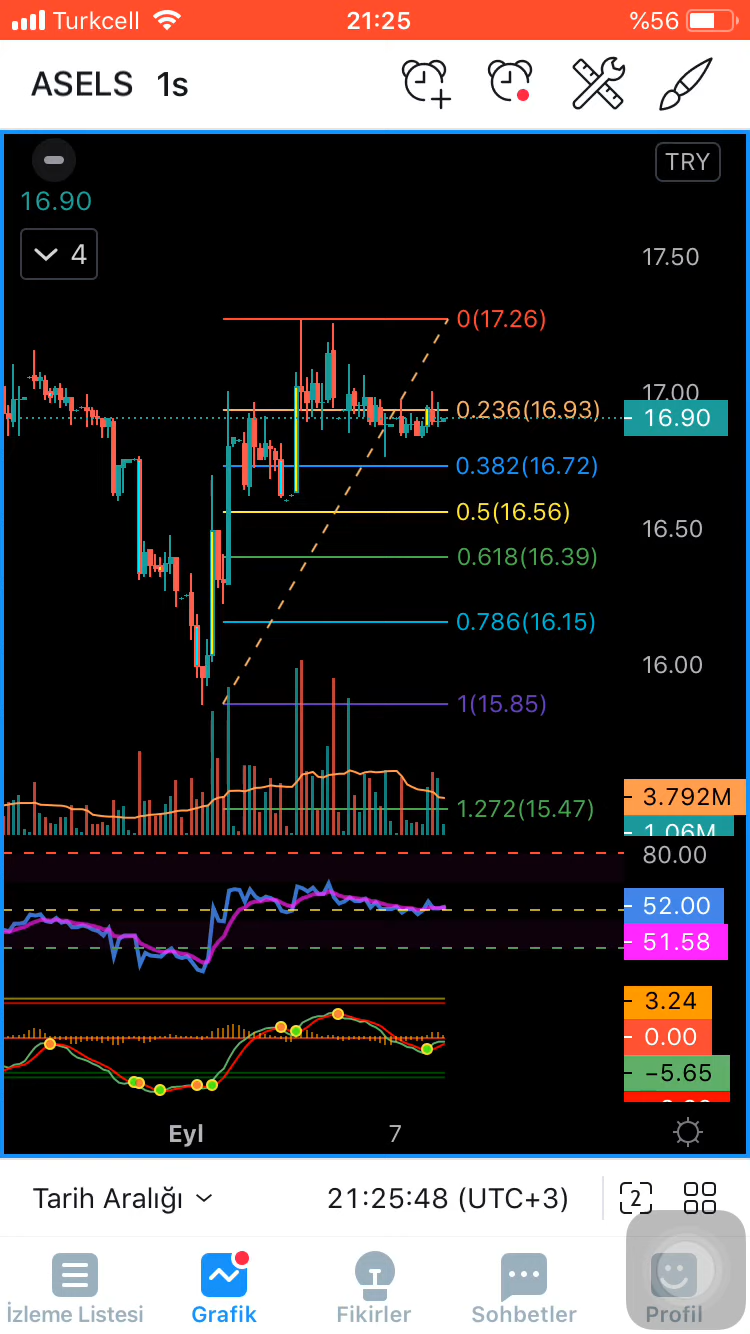 Turkcell 21:25 %56
ASELS 1s
TRY
16.90
4
17.50
0(17.26)
17.00
0.236(16.93)
16.90
0.382(16.72)
0.5(16.56)
16.50
0.618(16.39)
0.786(16.15)
16.00
1(15.85)
3.792M
1.272(15.47)
1.06M
80.00
52.00
51.58
3.24
0.00
−5.65
Eyl 7
Tarih Aralığı 21:25:48 (UTC+3) 2
İzleme Listesi Grafik Fikirler Sohbetler Profil